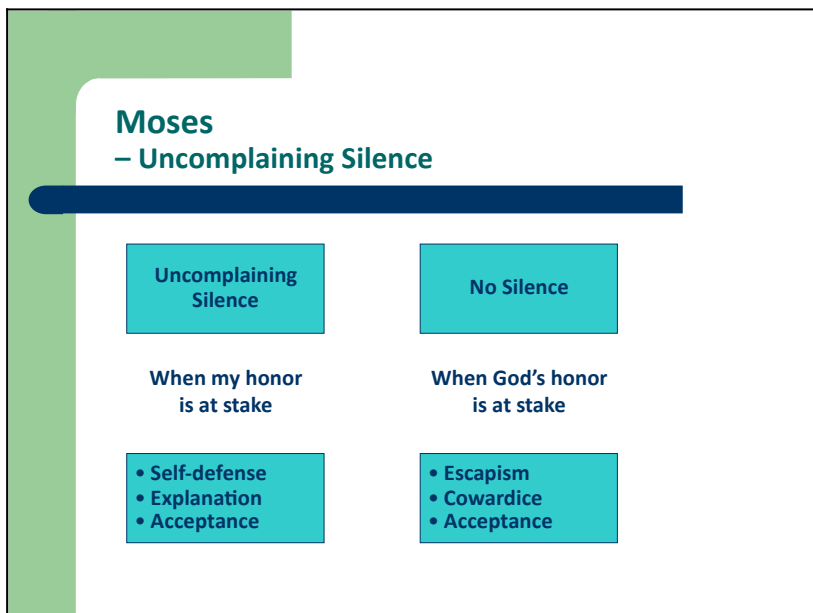 Moses
– Uncomplaining Silence
Uncomplaining
Silence
When my honor
is at stake
• Self-defense
• Explanation
• Acceptance
No Silence
When God’s honor
is at stake
• Escapism
• Cowardice
• Acceptance